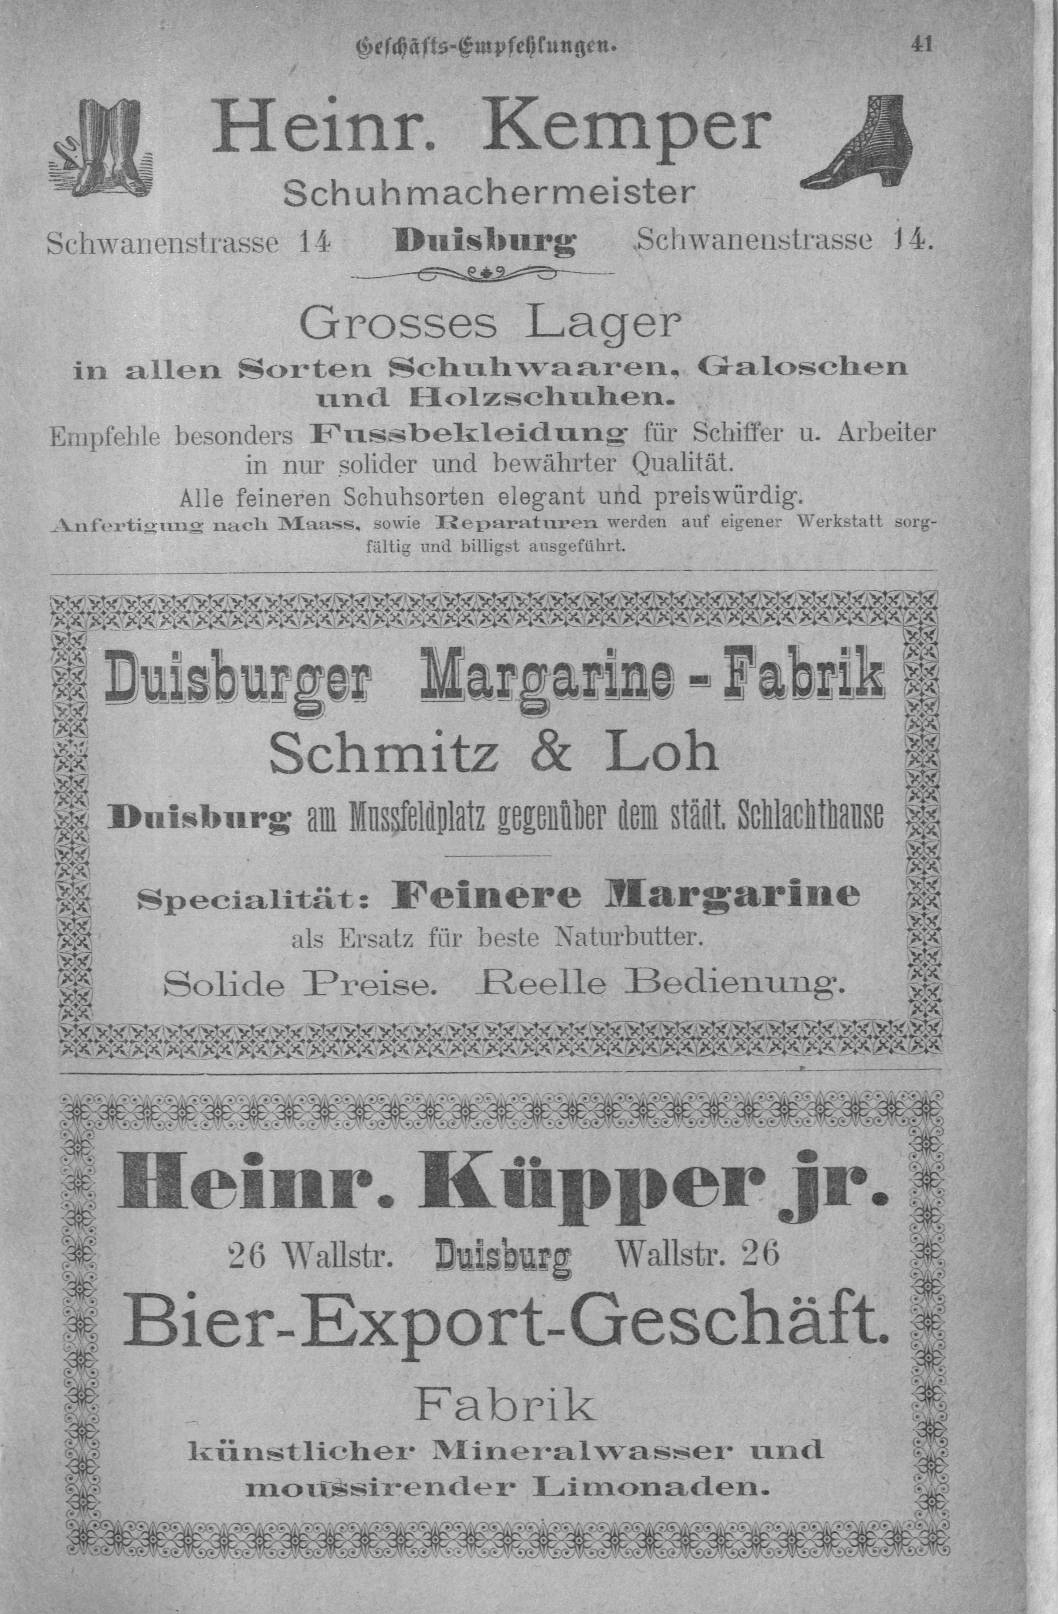 Geschäfts-Empfehlungen. 41
Heinr. Kemper
Schuhmachermeister
Schwanenstrasse 14 Duisburg Schwanenstrasse 14.
Grosses Lager
in allen Sorten Schuhwaaren, Galoschen
und Holzschuhen.
Empfehle besonders Fussbekleidung für Schiffer u. Arbeiter
in nur solider und bewährter Qualität.
Alle feineren Schuhsorten elegant und preiswürdig.
Anfertigung nach Maass, sowie Reparaturen werden auf eigener Werkstatt sorg-
fältig und billigst ausgeführt.
Duisburger Margarine-Fabrik
Schmitz & Loh
Duisburg am Mussfeldplatz gegenüber dem städt. Schlachthause
Specialität: Feinere Margarine
als Ersatz für beste Naturbutter.
Solide Preise. Reelle Bedienung.
Heinr. Küpper jr.
26 Wallstr. Duisburg Wallstr. 26
Bier-Export-Geschäft.
Fabrik
künstlicher Mineralwasser und
moussirender Limonaden.